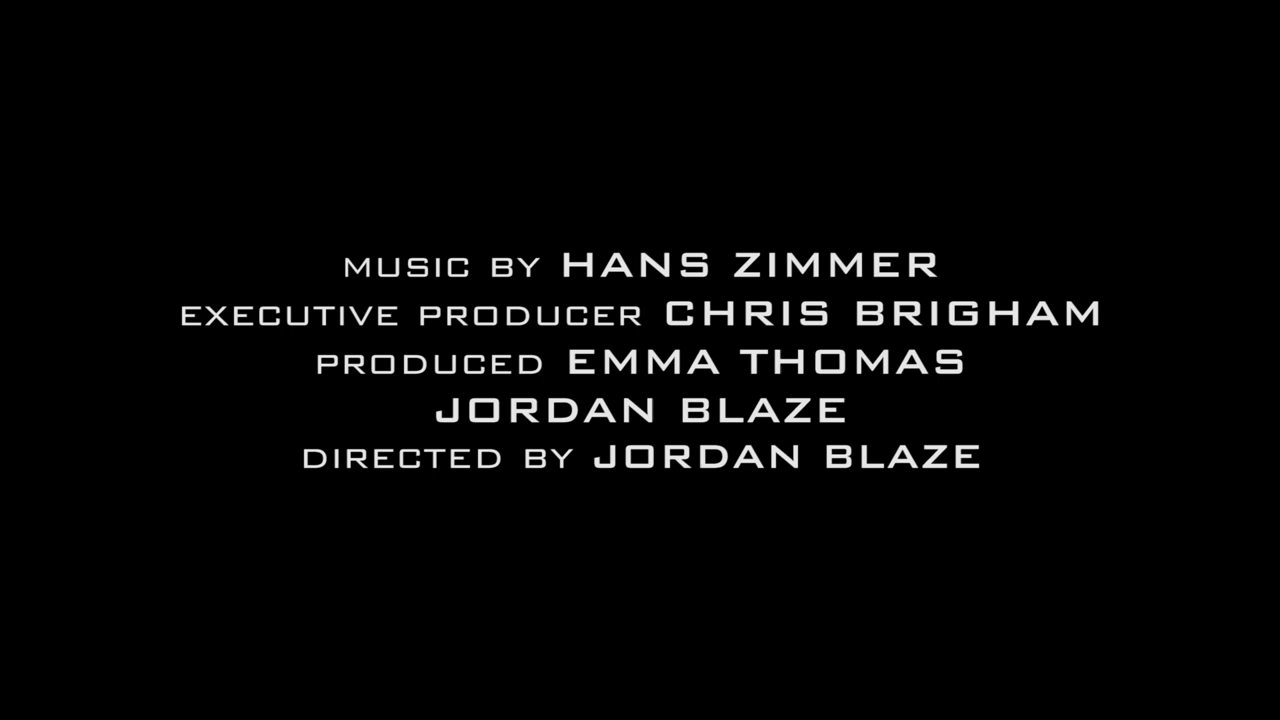 MUSIC BY HANS ZIMMER
EXECUTIVE PRODUCER CHRIS BRIGHAM
PRODUCED EMMA THOMAS
JORDAN BLAZE
DIRECTED BY JORDAN BLAZE